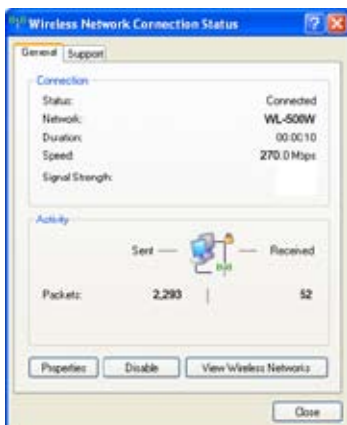 Wireless Network Connection Status
General Support
Connection
Status: Connected
Network: WL-500W
Duration: 00:00:10
Speed: 270.0 Mbps
Signal Strength:
Activity
Sent — — Received
Packets: 2,293 | 52
Properties Disable View Wireless Networks
Close